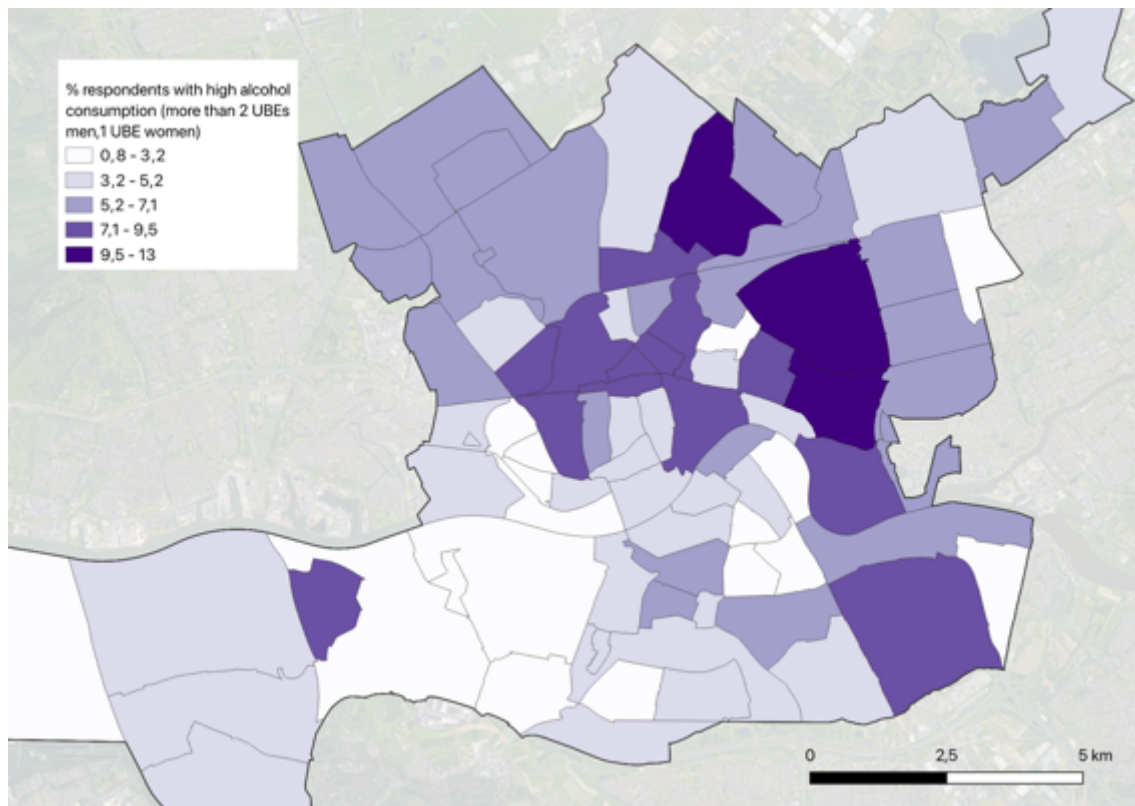 % respondents with high alcohol
consumption (more than 2 UBEs
men,1 UBE women)
0,8 - 3,2
3,2 - 5,2
5,2 - 7,1
7,1 - 9,5
9,5 - 13
0 2,5 5 km